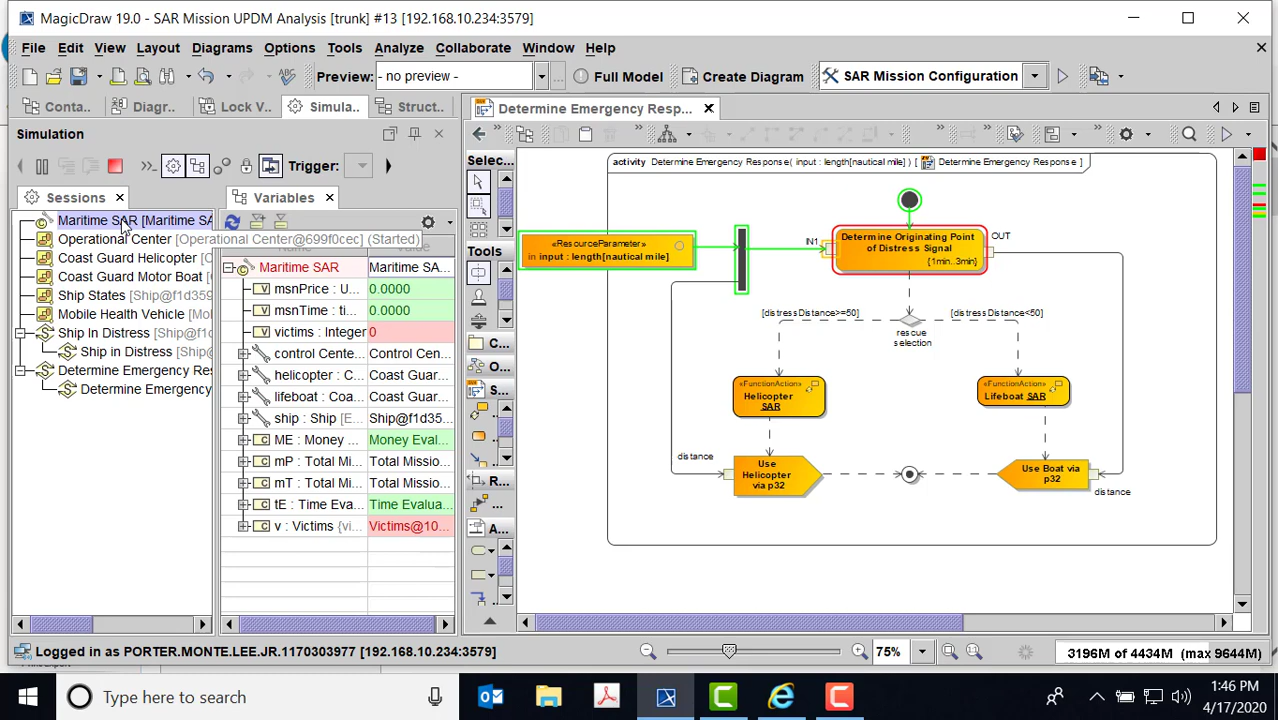 MagicDraw 19.0 - SAR Mission UPDM Analysis [trunk] #13 [192.168.10.234:3579]
File Edit View Layout Diagrams Options Tools Analyze Collaborate Window Help
Preview: - no preview - ... Full Model Create Diagram SAR Mission Configuration
Conta.. Diagr... Lock V.. Simula.. Struct..
Determine Emergency Resp...
Simulation
Trigger:
Sessions
Variables
Maritime SAR [Maritime SA
Operational Center [Operational Center@699f0cec] (Started)
Coast Guard Helicopter [C
Coast Guard Motor Boat [
Ship States [Ship@f1d359
Mobile Health Vehicle [
Ship In Distress [Ship@f
Ship in Distress [Ship@
Determine Emergency Res
Determine Emergency
Value
Maritime SAR Maritime SA...
msnPrice : U... 0.0000
msnTime : ti... 0.0000
victims : Integer 0
control Cente... Control Cen...
helicopter : C... Coast Guar...
lifeboat : Coa... Coast Guar...
ship : Ship [E... Ship@f1d35...
ME : Money ... Money Eval...
mP : Total Mi... Total Missio...
mT : Total Mi... Total Missio...
tE : Time Eva... Time Evalua...
v : Victims {vi... Victims@10...
Selec...
Tools
C...
O...
S...
R...
A...
activity Determine Emergency Response( input : length[nautical mile] ) [ Determine Emergency Response ]
«ResourceParameter»
in input : length[nautical mile]
IN1
Determine Originating Point
of Distress Signal
{1min..3min}
OUT
[distressDistance>=50]
[distressDistance<50]
rescue
selection
«FunctionAction»
Helicopter
SAR
«FunctionAction»
Lifeboat SAR
distance
Use
Helicopter
via p32
Use Boat via
p32
distance
Logged in as PORTER.MONTE.LEE.JR.1170303977 [192.168.10.234:3579]
75%
3196M of 4434M (max 9644M)
Type here to search
1:46 PM
4/17/2020